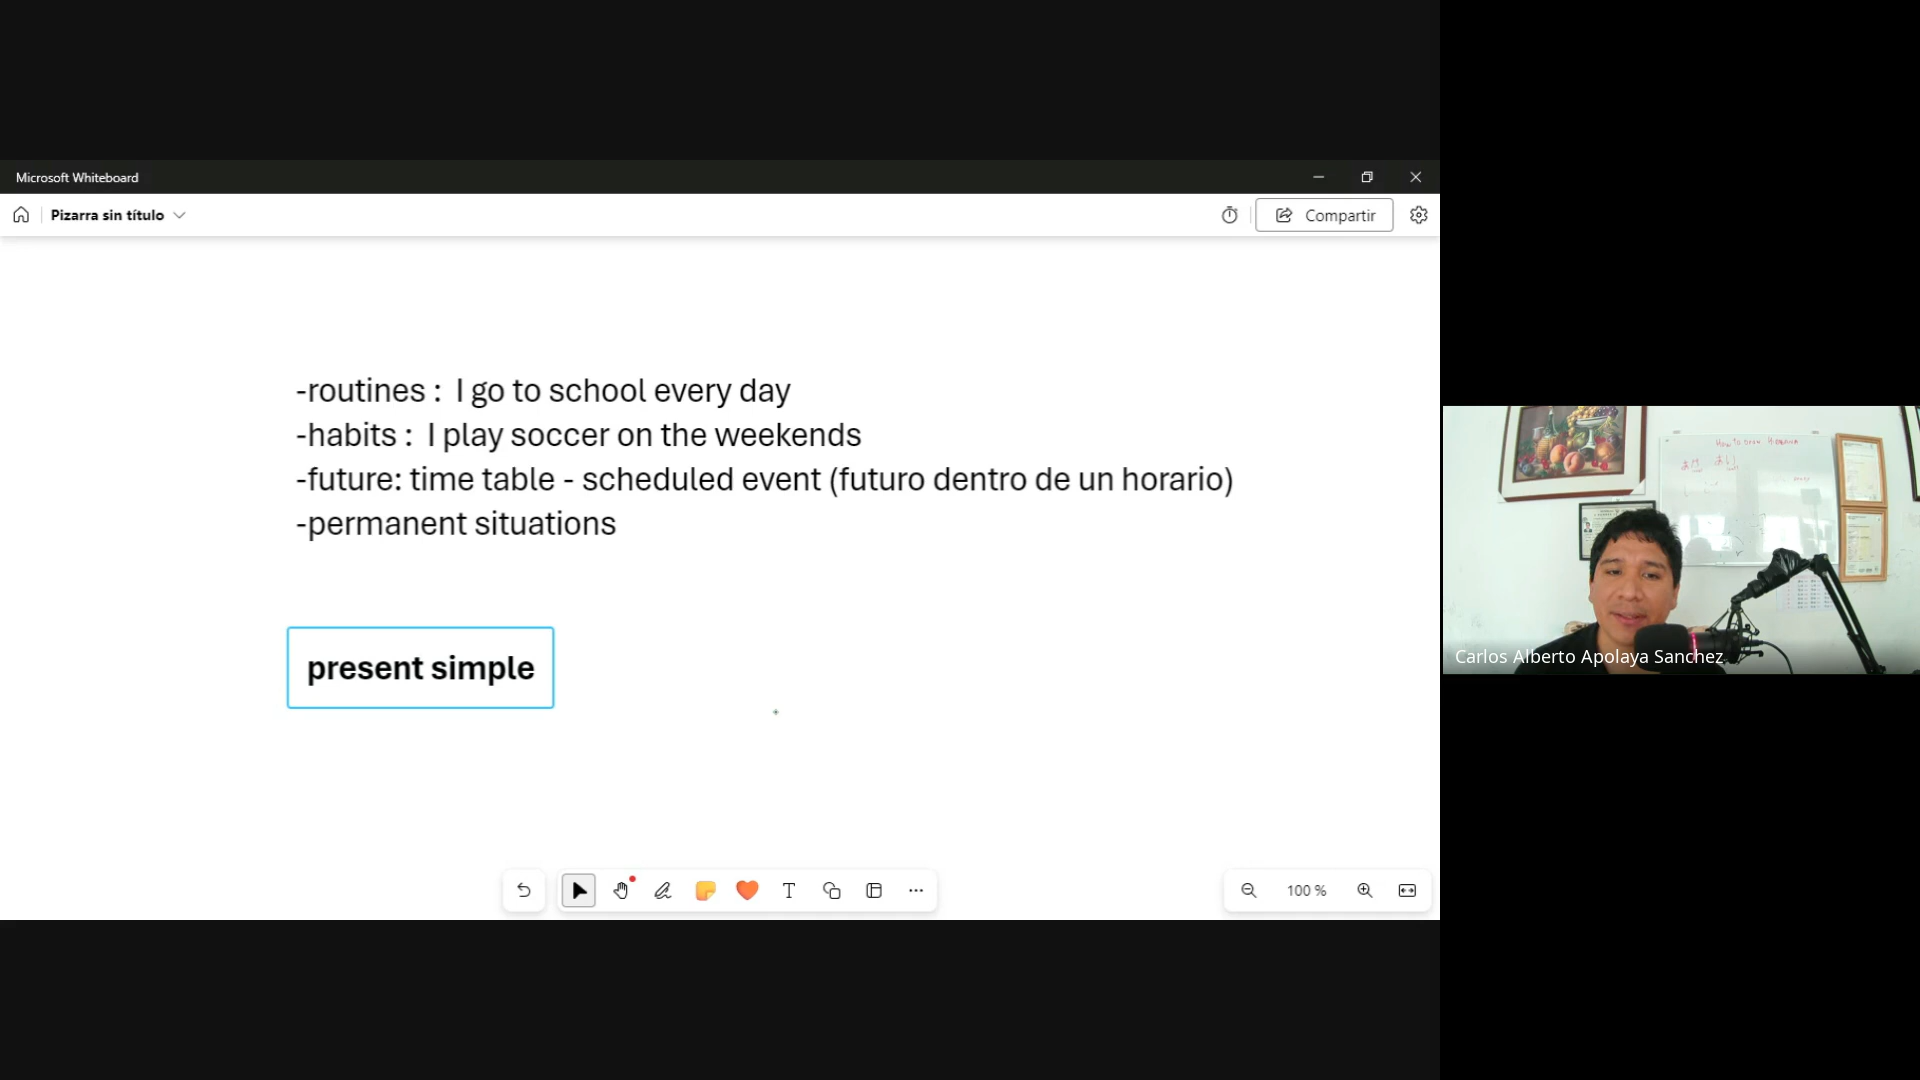 Microsoft Whiteboard
Pizarra sin título
Compartir
-routines : I go to school every day
-habits : I play soccer on the weekends
-future: time table - scheduled event (futuro dentro de un horario)
-permanent situations
present simple
T
100 %
Carlos Alberto Apolaya Sanchez